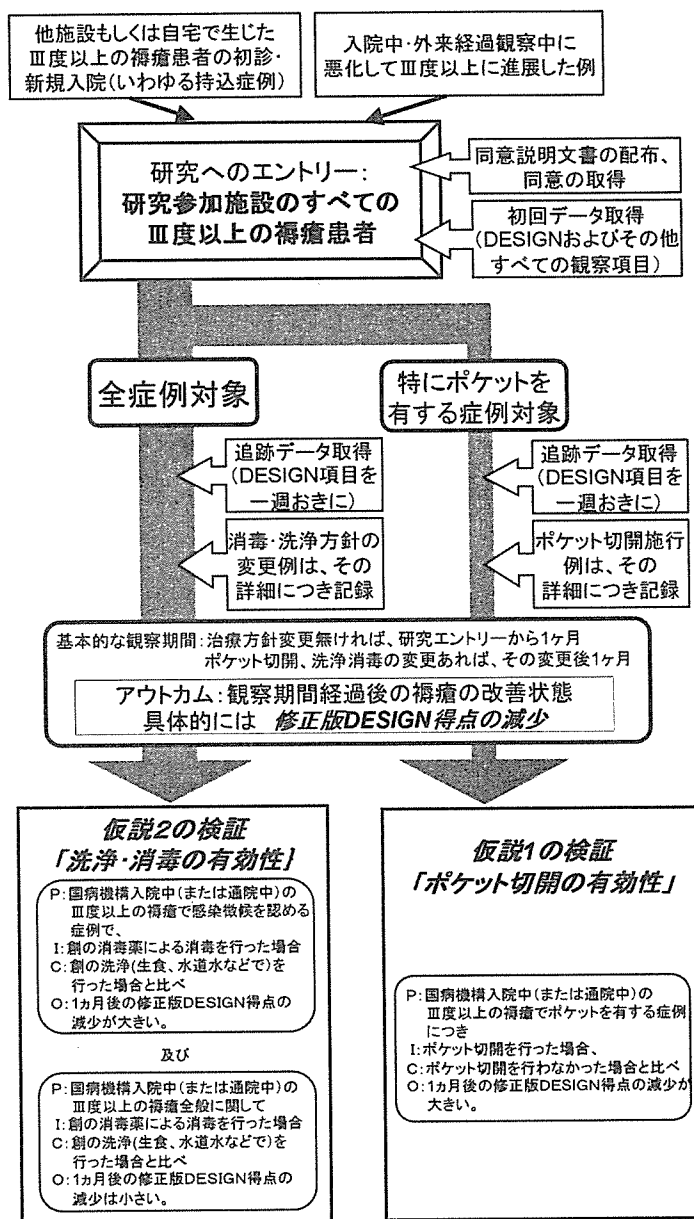 他施設もしくは自宅で生じた
Ⅲ度以上の褥瘡患者の初診・
新規入院(いわゆる持込症例)
入院中・外来経過観察中に
悪化してⅢ度以上に進展した例
研究へのエントリー:
研究参加施設のすべての
Ⅲ度以上の褥瘡患者
同意説明文書の配布、
同意の取得
初回データ取得
(DESIGNおよびその他
すべての観察項目)
全症例対象
特にポケットを
有する症例対象
追跡データ取得
(DESIGN項目を
一週おきに)
消毒・洗浄方針の
変更例は、その
詳細につき記録
追跡データ取得
(DESIGN項目を
一週おきに)
ポケット切開施行
例は、その
詳細につき記録
基本的な観察期間:治療方針変更無ければ、研究エントリーから1ヶ月
ポケット切開、洗浄消毒の変更あれば、その変更後1ヶ月
アウトカム:観察期間経過後の褥瘡の改善状態
具体的には 修正版DESIGN得点の減少
仮説2の検証
「洗浄・消毒の有効性}
P:国病機構入院中(または通院中)の
Ⅲ度以上の褥瘡で感染徴候を認める
症例で、
I:創の消毒薬による消毒を行った場合
C:創の洗浄(生食、水道水などで)を
行った場合と比べ
O:1ヵ月後の修正版DESIGN得点の
減少が大きい。
及び
P:国病機構入院中(または通院中)の
Ⅲ度以上の褥瘡全般に関して
I:創の消毒薬による消毒を行った場合
C:創の洗浄(生食、水道水などで)を
行った場合と比べ
O:1ヵ月後の修正版DESIGN得点の
減少は小さい。
仮説1の検証
「ポケット切開の有効性」
P:国病機構入院中(または通院中)の
Ⅲ度以上の褥瘡でポケットを有する症例
につき
I:ポケット切開を行った場合、
C:ポケット切開を行わなかった場合と比べ
O:1ヵ月後の修正版DESIGN得点の減少が
大きい。